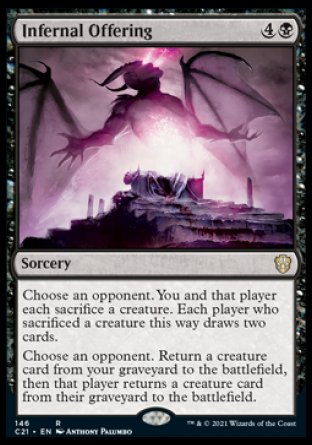 Infernal Offering 4
Sorcery
Choose an opponent. You and that player
each sacrifice a creature. Each player who
sacrificed a creature this way draws two
cards.
Choose an opponent. Return a creature
card from your graveyard to the battlefield,
then that player returns a creature card
from their graveyard to the battlefield.
146 R
C21 • EN ANTHONY PALUMBO
™ & © 2021 Wizards of the Coast